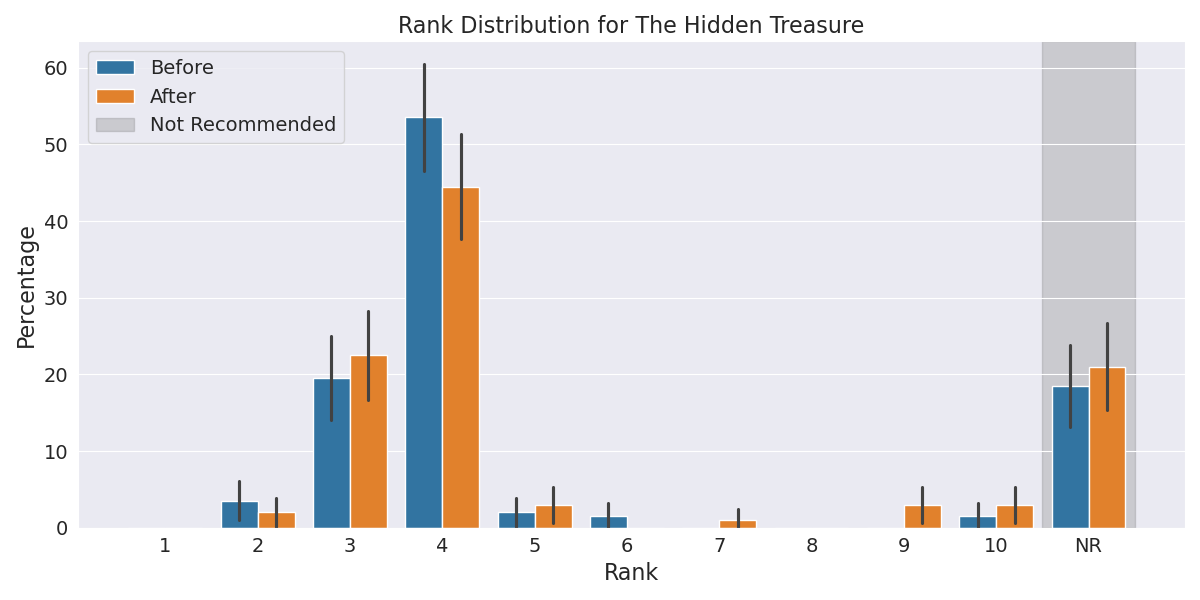 Rank Distribution for The Hidden Treasure
Before
After
Not Recommended
Percentage
60
50
40
30
20
10
0
1 2 3 4 5 6 7 8 9 10 NR
Rank